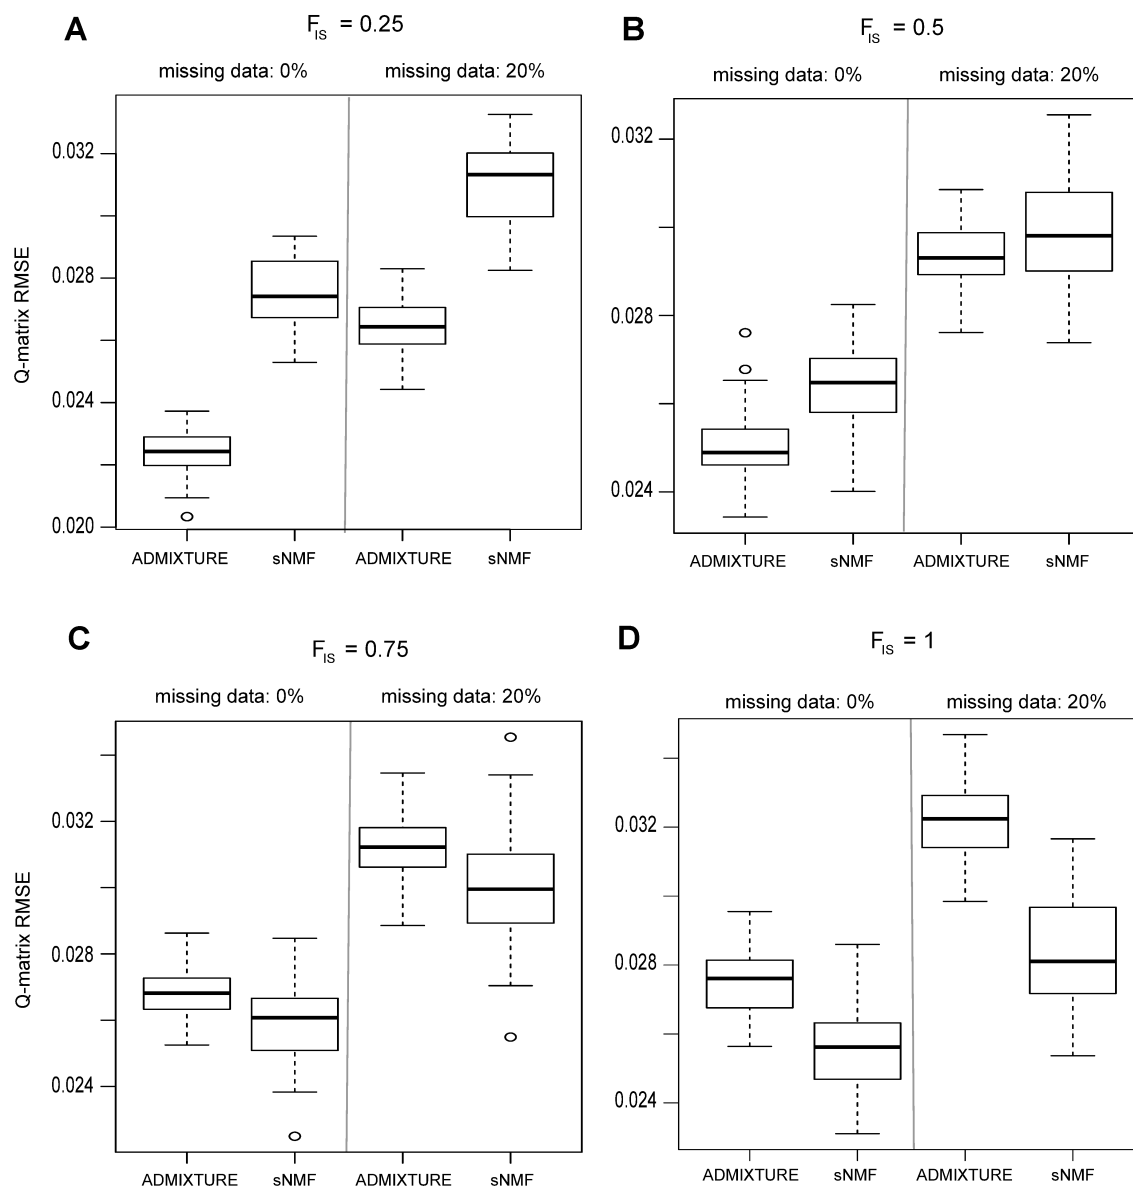 A
F_IS = 0.25
missing data: 0%
missing data: 20%
Q-matrix RMSE
0.032
0.028
0.024
0.020
ADMIXTURE
sNMF
ADMIXTURE
sNMF
B
F_IS = 0.5
missing data: 0%
missing data: 20%
0.032
0.028
0.024
ADMIXTURE
sNMF
ADMIXTURE
sNMF
C
F_IS = 0.75
missing data: 0%
missing data: 20%
Q-matrix RMSE
0.032
0.028
0.024
ADMIXTURE
sNMF
ADMIXTURE
sNMF
D
F_IS = 1
missing data: 0%
missing data: 20%
0.032
0.028
0.024
ADMIXTURE
sNMF
ADMIXTURE
sNMF